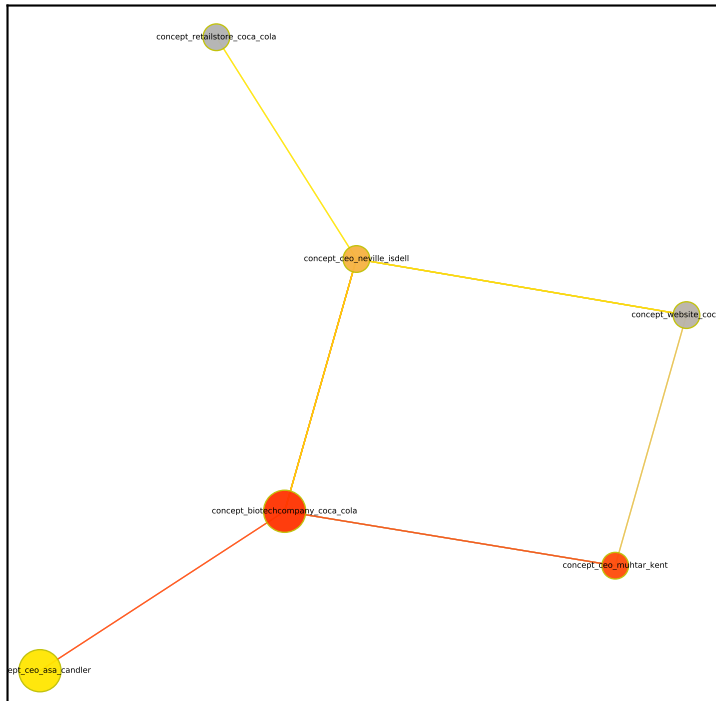 concept_retailstore_coca_cola
concept_ceo_neville_isdell
concept_website_coc
concept_biotechcompany_coca_cola
concept_ceo_muhtar_kent
ept_ceo_asa_candler